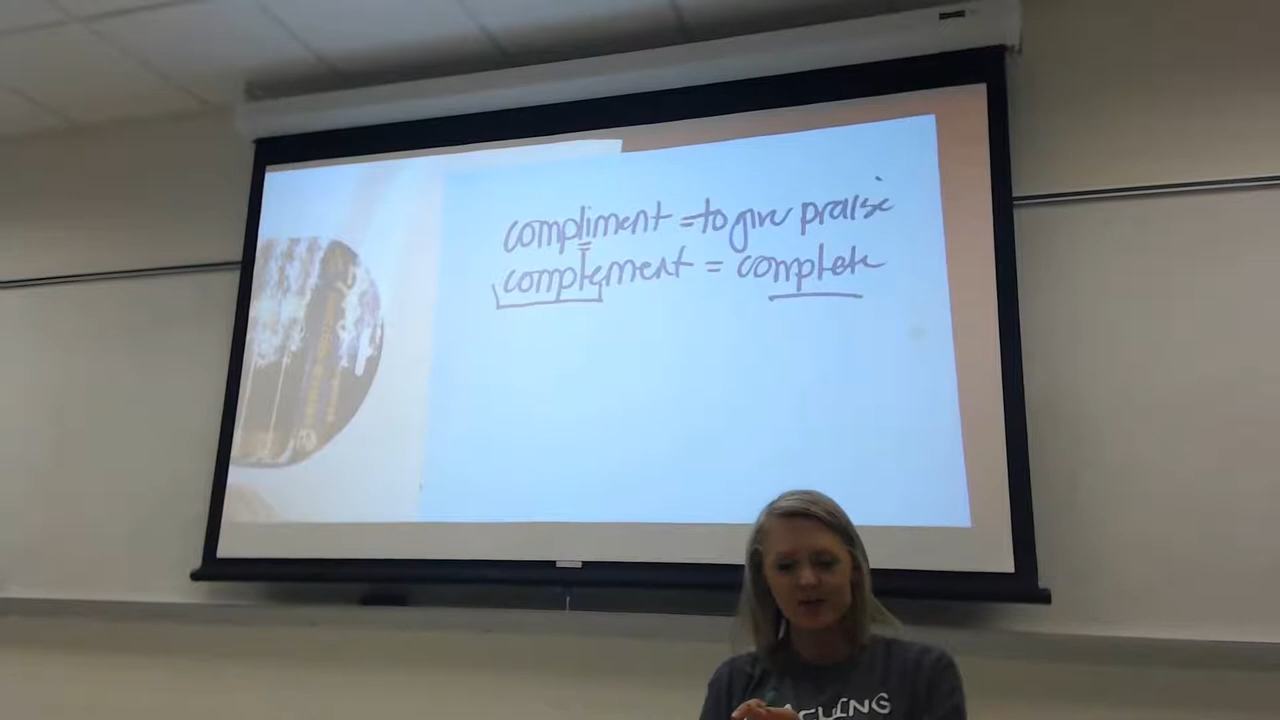 compliment = to give praise
complement = complete